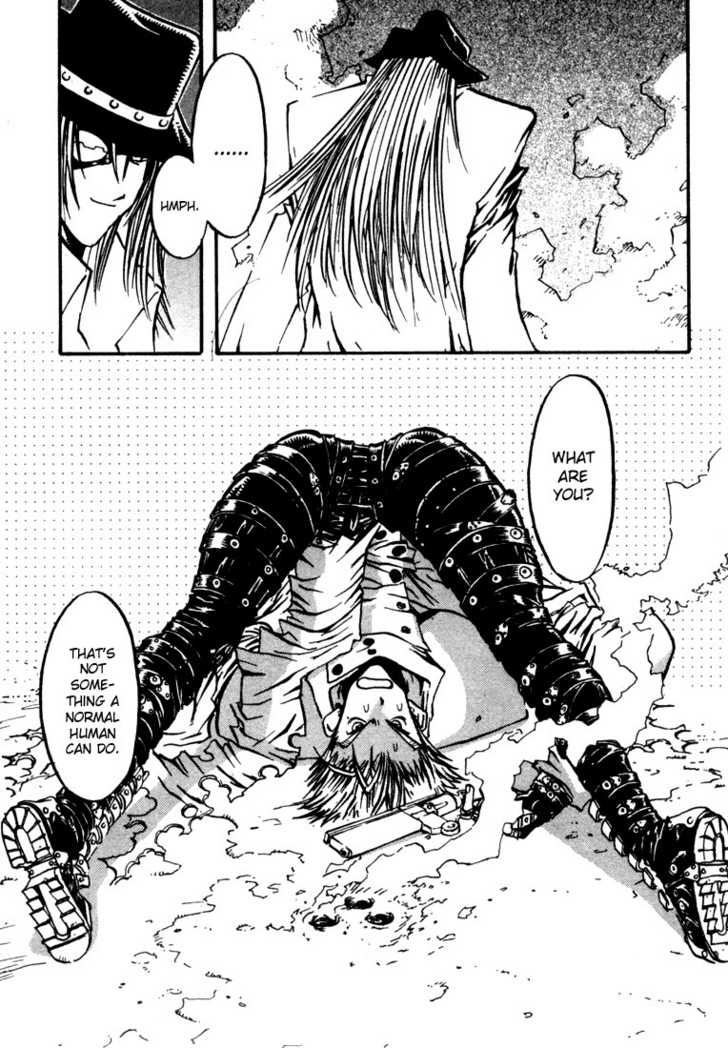 ......
HMPH.
WHAT
ARE
YOU?
THAT'S
NOT
SOME-
THING A
NORMAL
HUMAN
CAN DO.